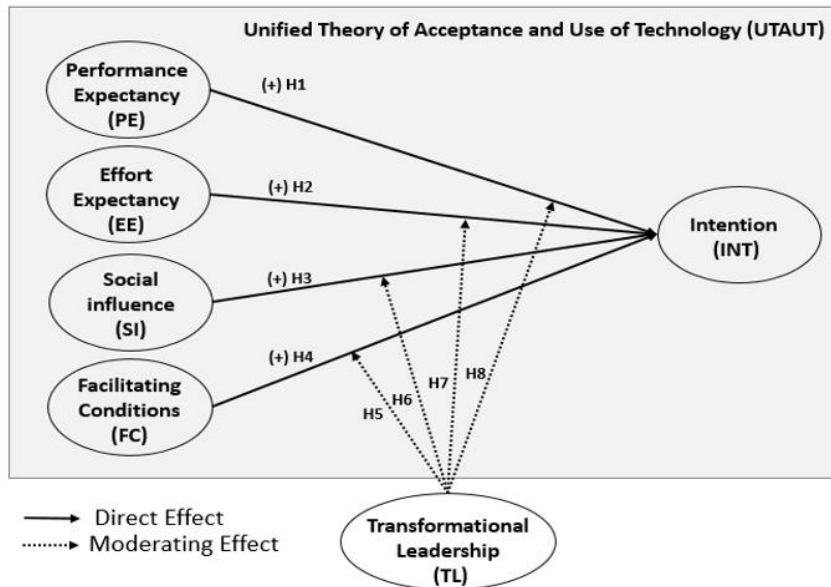 Unified Theory of Acceptance and Use of Technology (UTAUT)
Performance
Expectancy
(PE)
(+) H1
Effort
Expectancy
(EE)
(+) H2
Intention
(INT)
Social
influence
(SI)
(+) H3
(+) H4
Facilitating
Conditions
(FC)
H5
H6
H7
H8
Direct Effect
Moderating Effect
Transformational
Leadership
(TL)